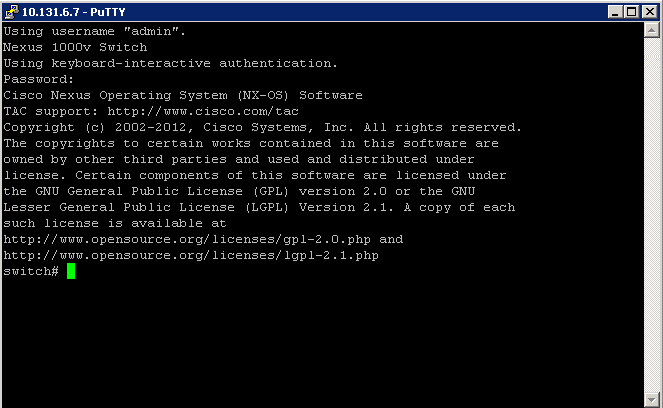 10.131.6.7 - PuTTY
Using username "admin".
Nexus 1000v Switch
Using keyboard-interactive authentication.
Password:
Cisco Nexus Operating System (NX-OS) Software
TAC support: http://www.cisco.com/tac
Copyright (c) 2002-2012, Cisco Systems, Inc. All rights reserved.
The copyrights to certain works contained in this software are
owned by other third parties and used and distributed under
license. Certain components of this software are licensed under
the GNU General Public License (GPL) version 2.0 or the GNU
Lesser General Public License (LGPL) Version 2.1. A copy of each
such license is available at
http://www.opensource.org/licenses/gpl-2.0.php and
http://www.opensource.org/licenses/lgpl-2.1.php
switch#